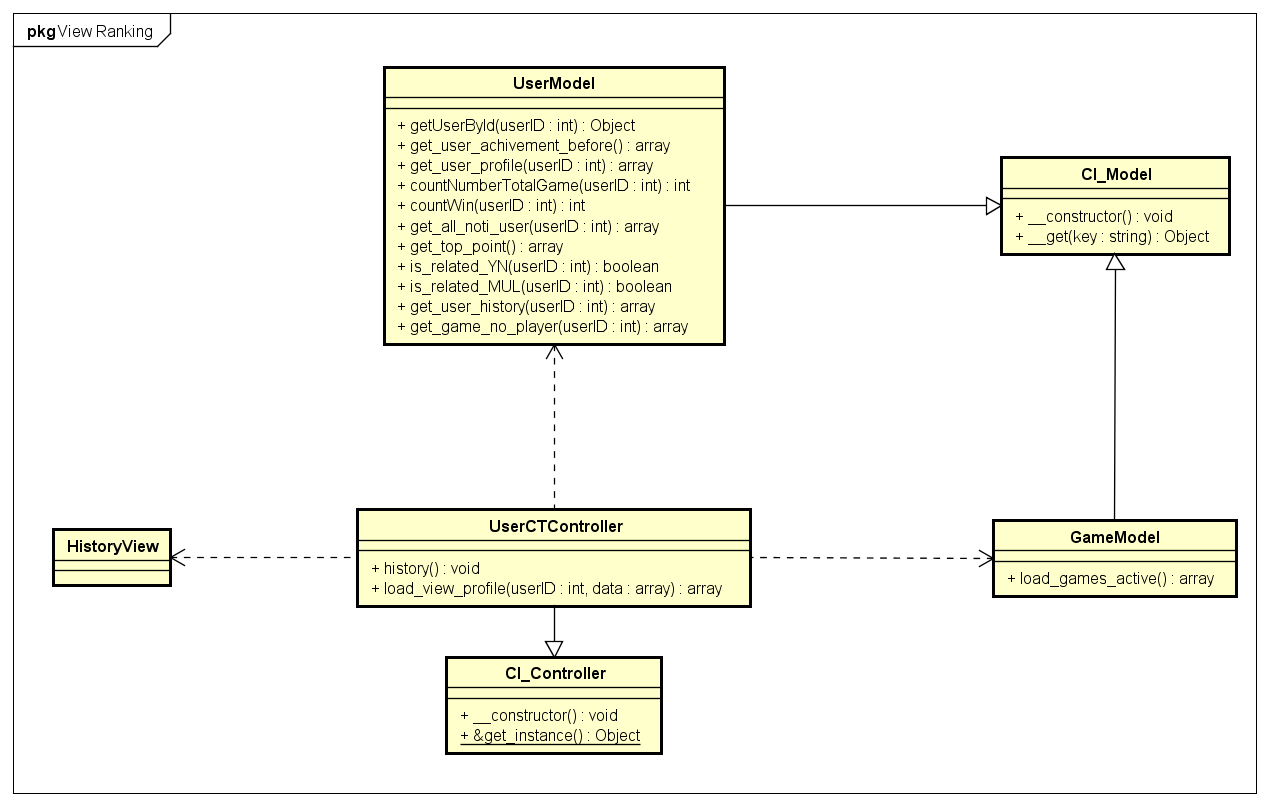 pkg View Ranking
UserModel
+ getUserById(userID : int) : Object
+ get_user_achivement_before() : array
+ get_user_profile(userID : int) : array
+ countNumberTotalGame(userID : int) : int
+ countWin(userID : int) : int
+ get_all_noti_user(userID : int) : array
+ get_top_point() : array
+ is_related_YN(userID : int) : boolean
+ is_related_MUL(userID : int) : boolean
+ get_user_history(userID : int) : array
+ get_game_no_player(userID : int) : array
CI_Model
+ __constructor() : void
+ __get(key : string) : Object
HistoryView
UserCTController
+ history() : void
+ load_view_profile(userID : int, data : array) : array
GameModel
+ load_games_active() : array
CI_Controller
+ __constructor() : void
+ &get_instance() : Object